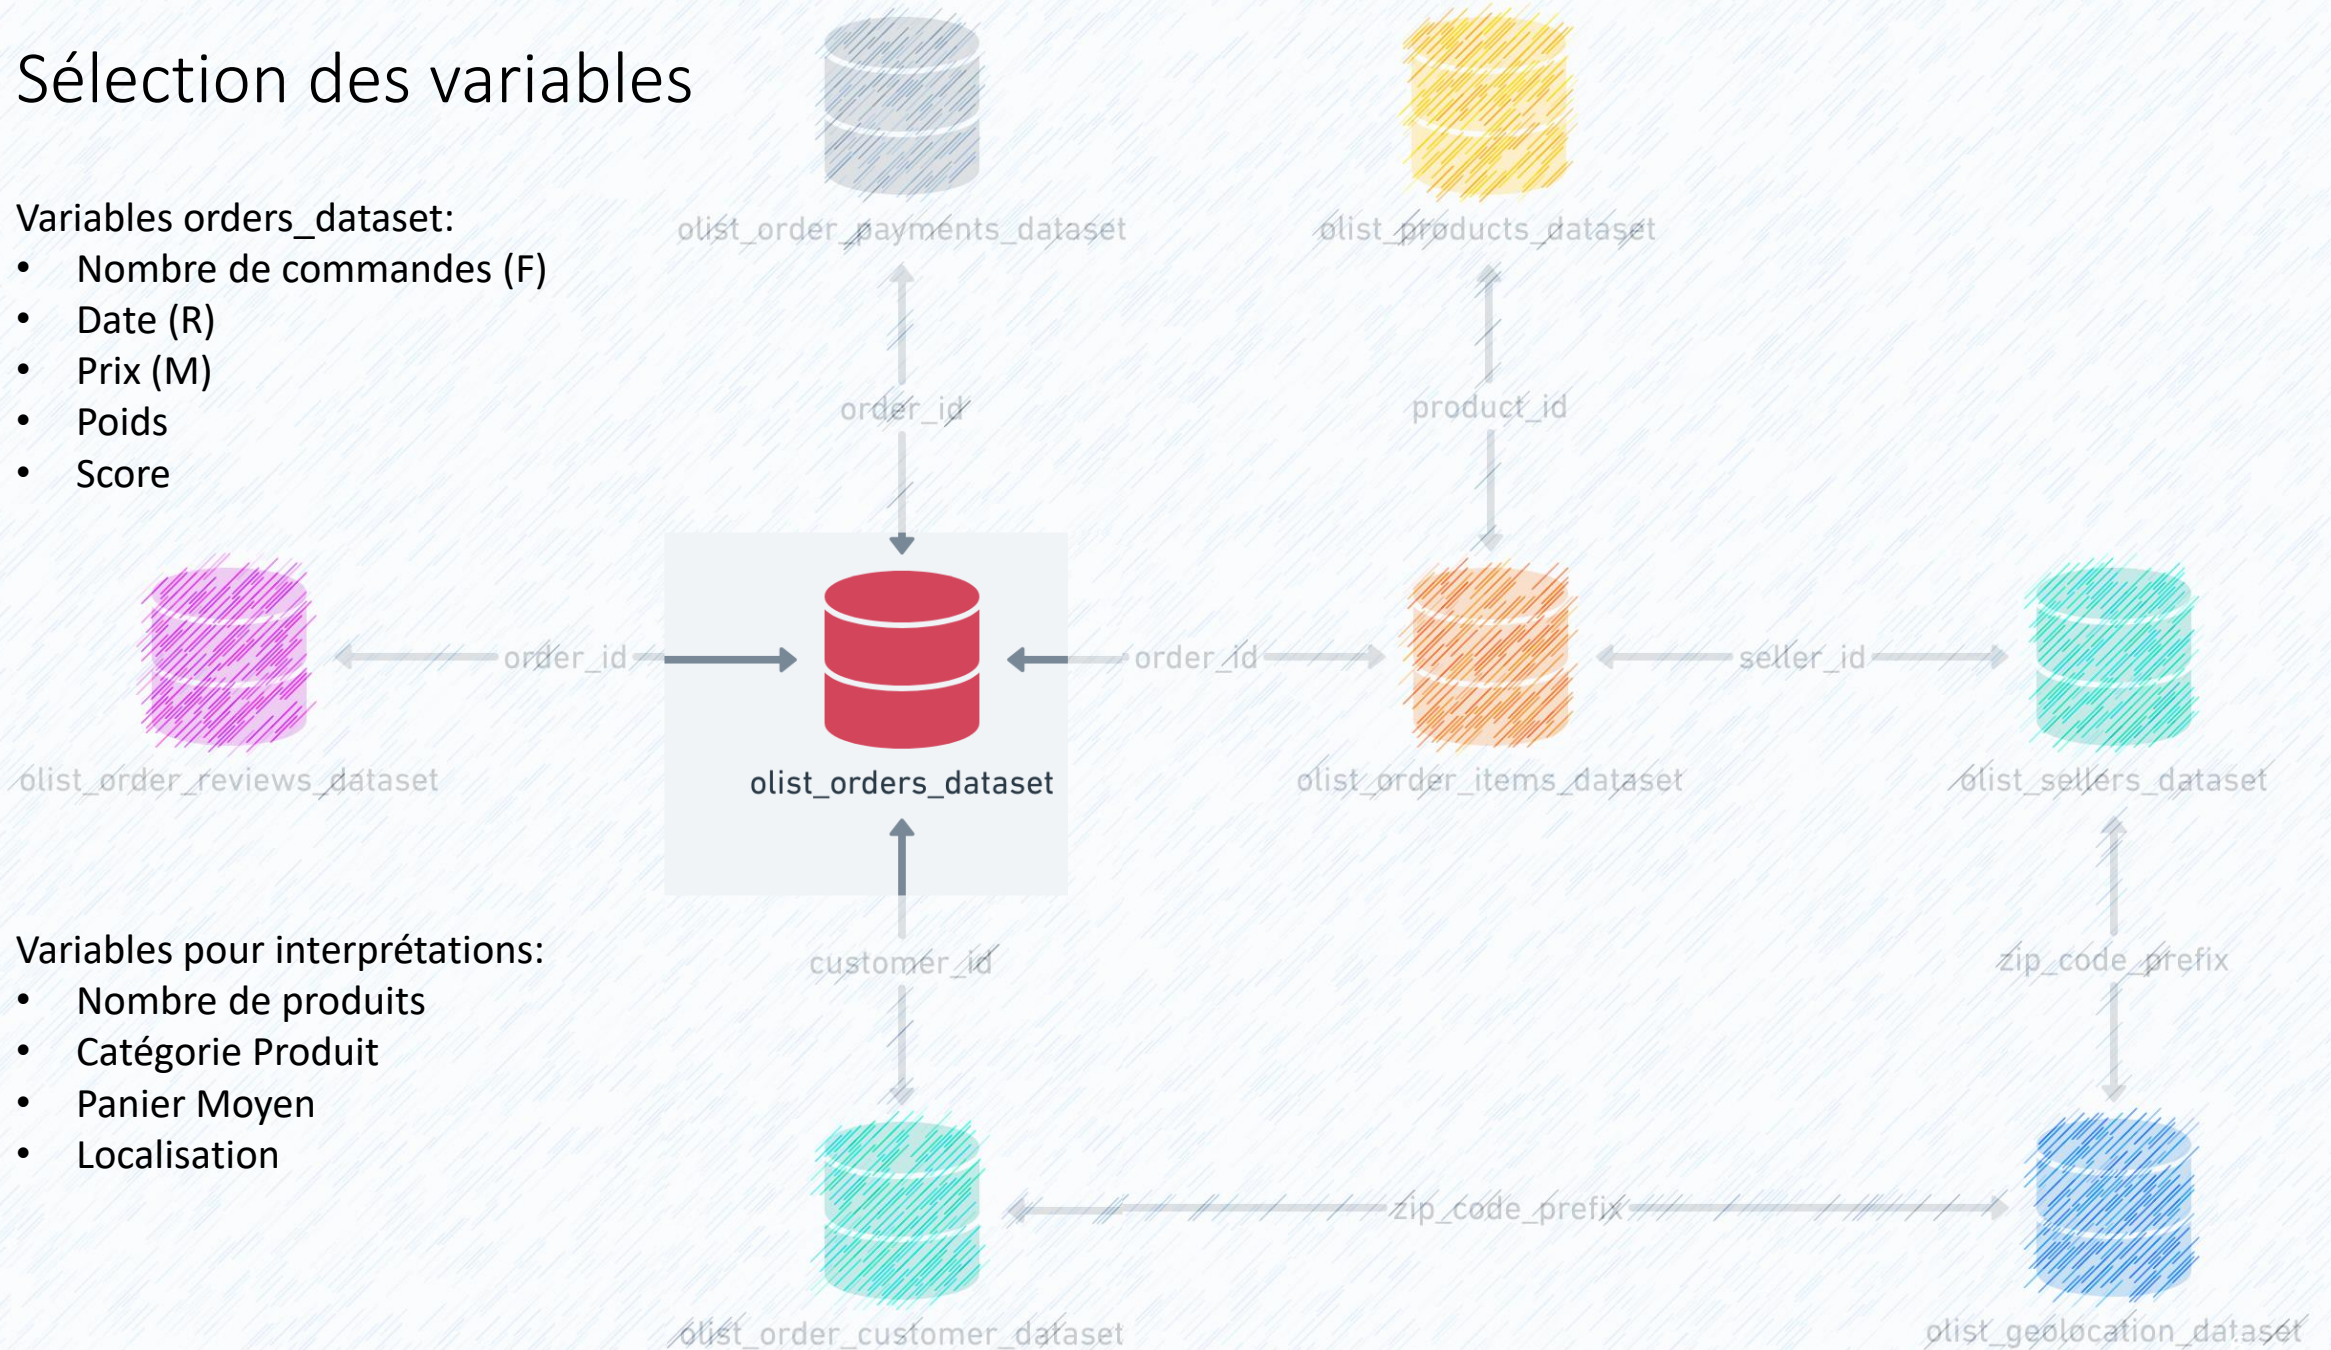 Sélection des variables
Variables orders_dataset:
• Nombre de commandes (F)
• Date (R)
• Prix (M)
• Poids
• Score
Variables pour interprétations:
• Nombre de produits
• Catégorie Produit
• Panier Moyen
• Localisation
olist_order_payments_dataset
olist_products_dataset
order_id
product_id
order_id
order_id
seller_id
olist_order_reviews_dataset
olist_orders_dataset
olist_order_items_dataset
olist_sellers_dataset
customer_id
zip_code_prefix
zip_code_prefix
olist_order_customer_dataset
olist_geolocation_dataset